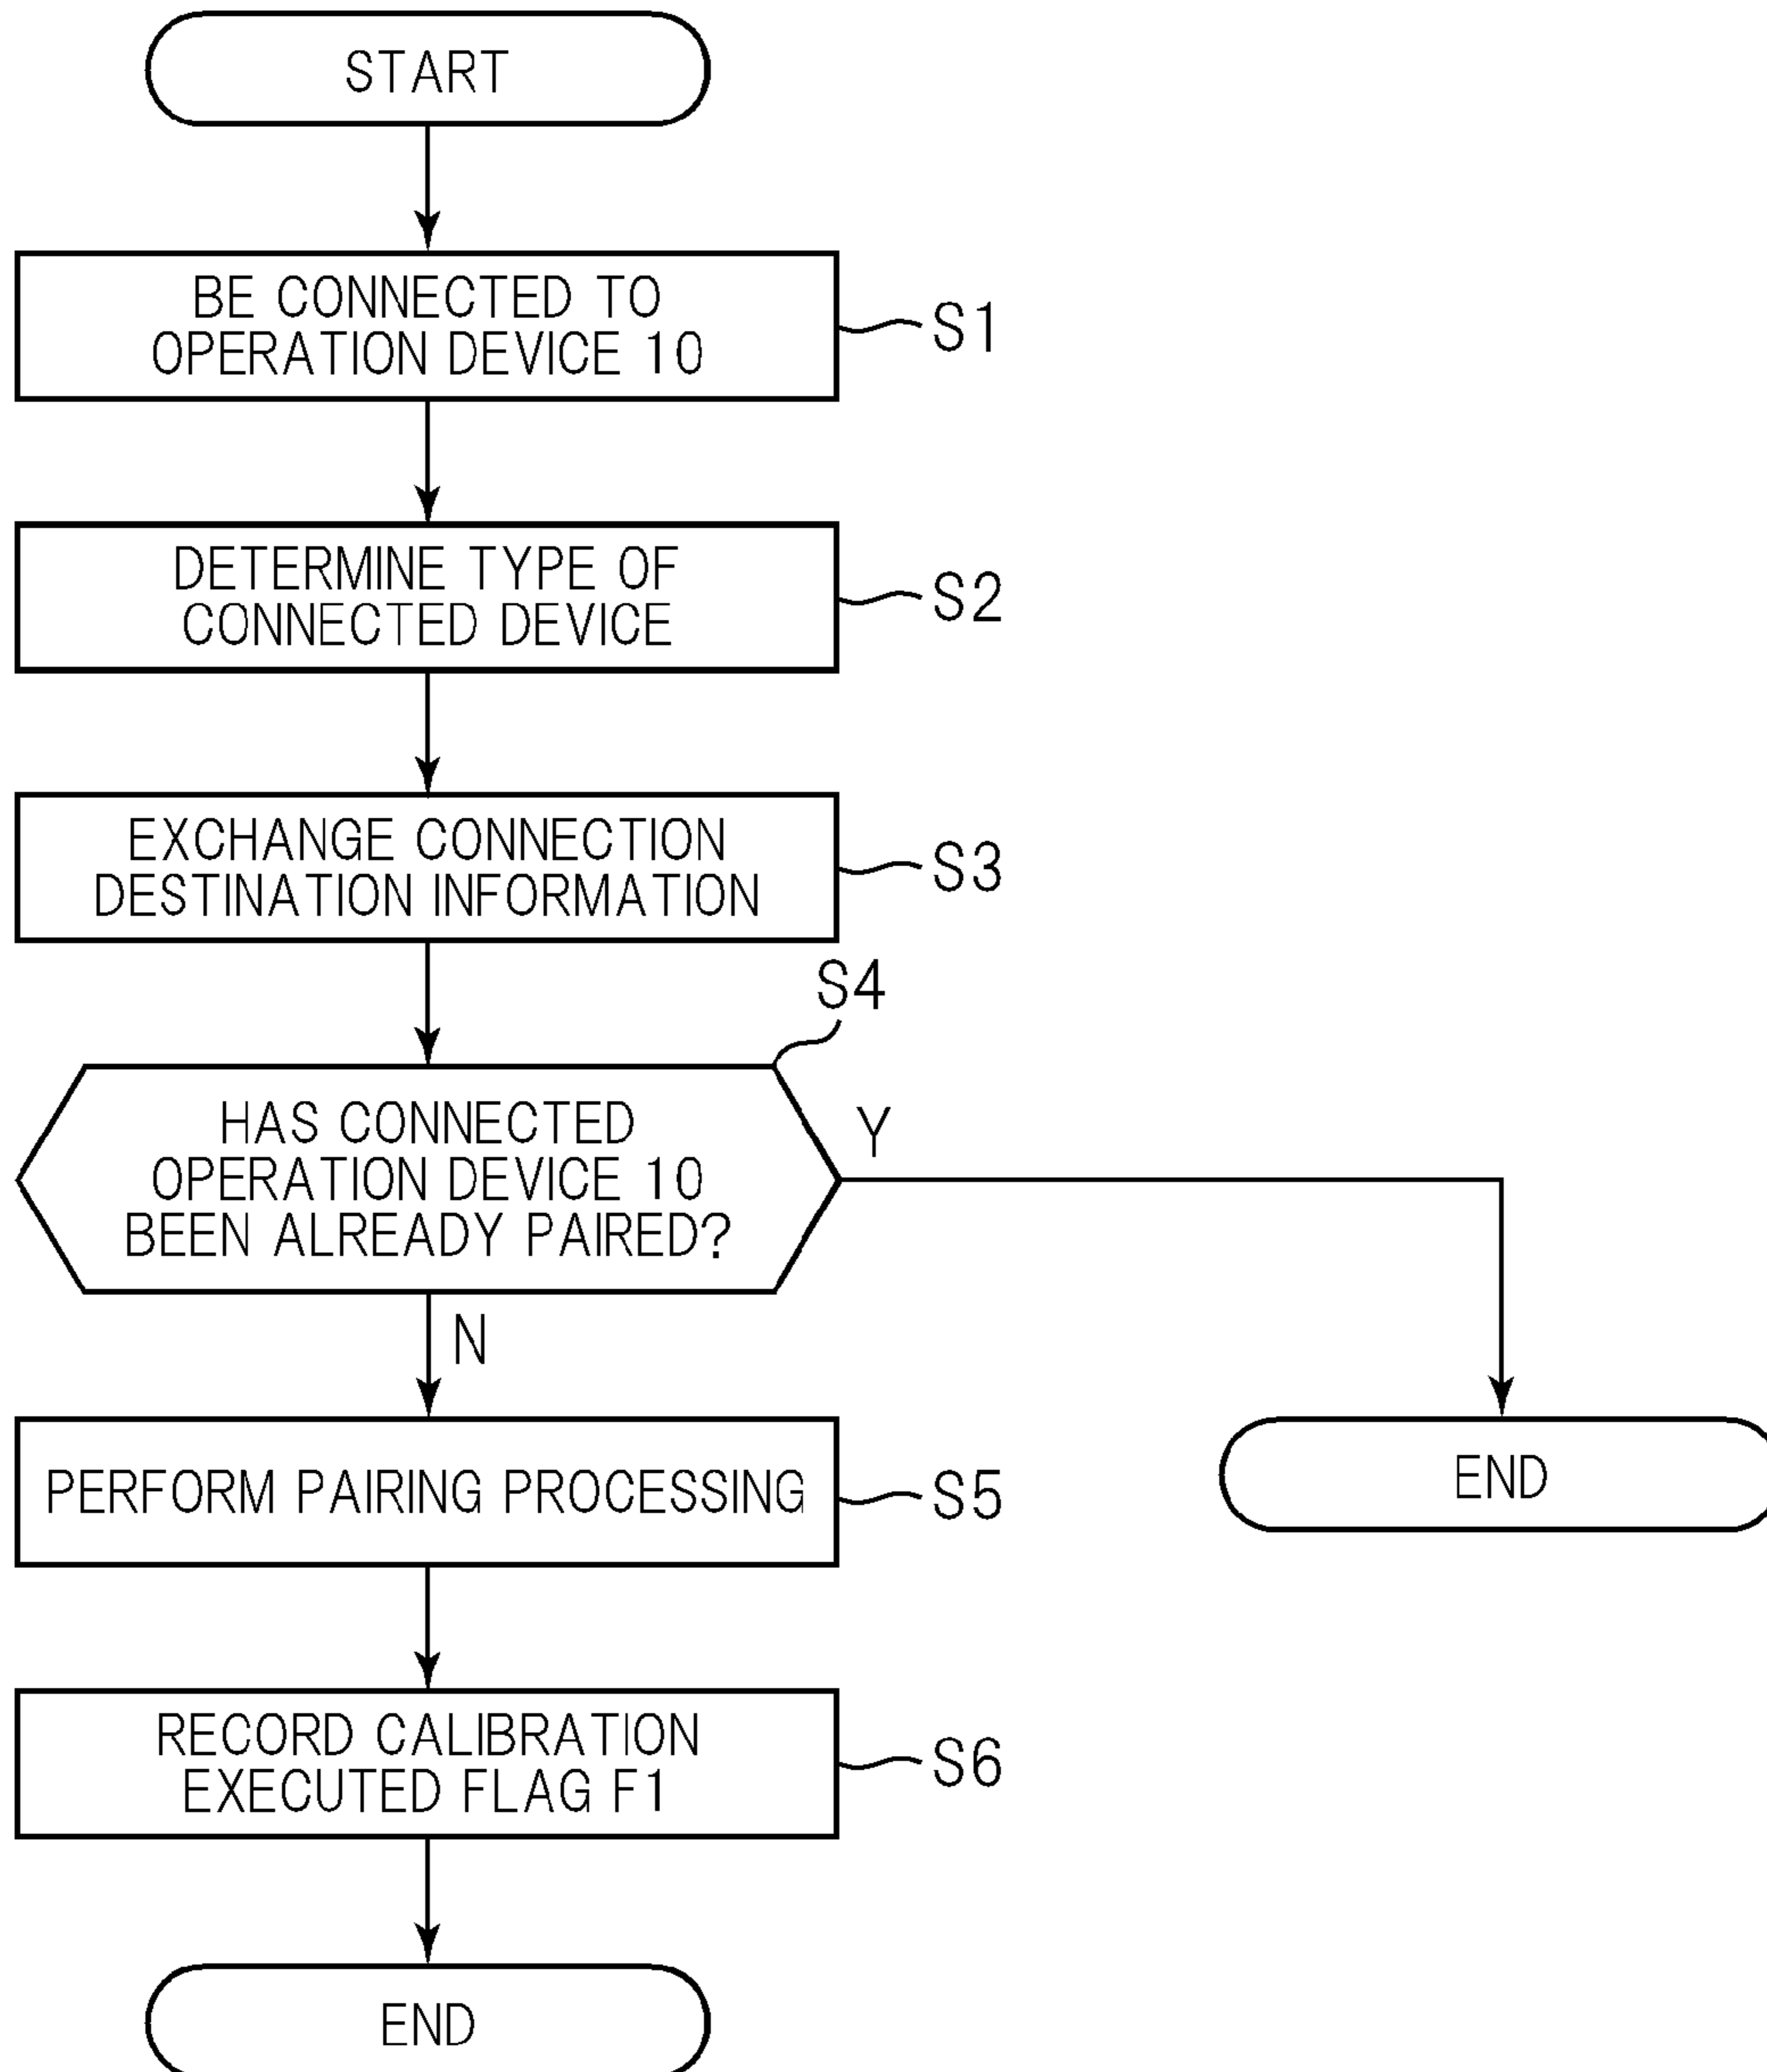 START
BE CONNECTED TO
OPERATION DEVICE 10
S1
DETERMINE TYPE OF
CONNECTED DEVICE
S2
EXCHANGE CONNECTION
DESTINATION INFORMATION
S3
S4
HAS CONNECTED
OPERATION DEVICE 10
BEEN ALREADY PAIRED?
Y
N
PERFORM PAIRING PROCESSING
S5
END
RECORD CALIBRATION
EXECUTED FLAG F1
S6
END